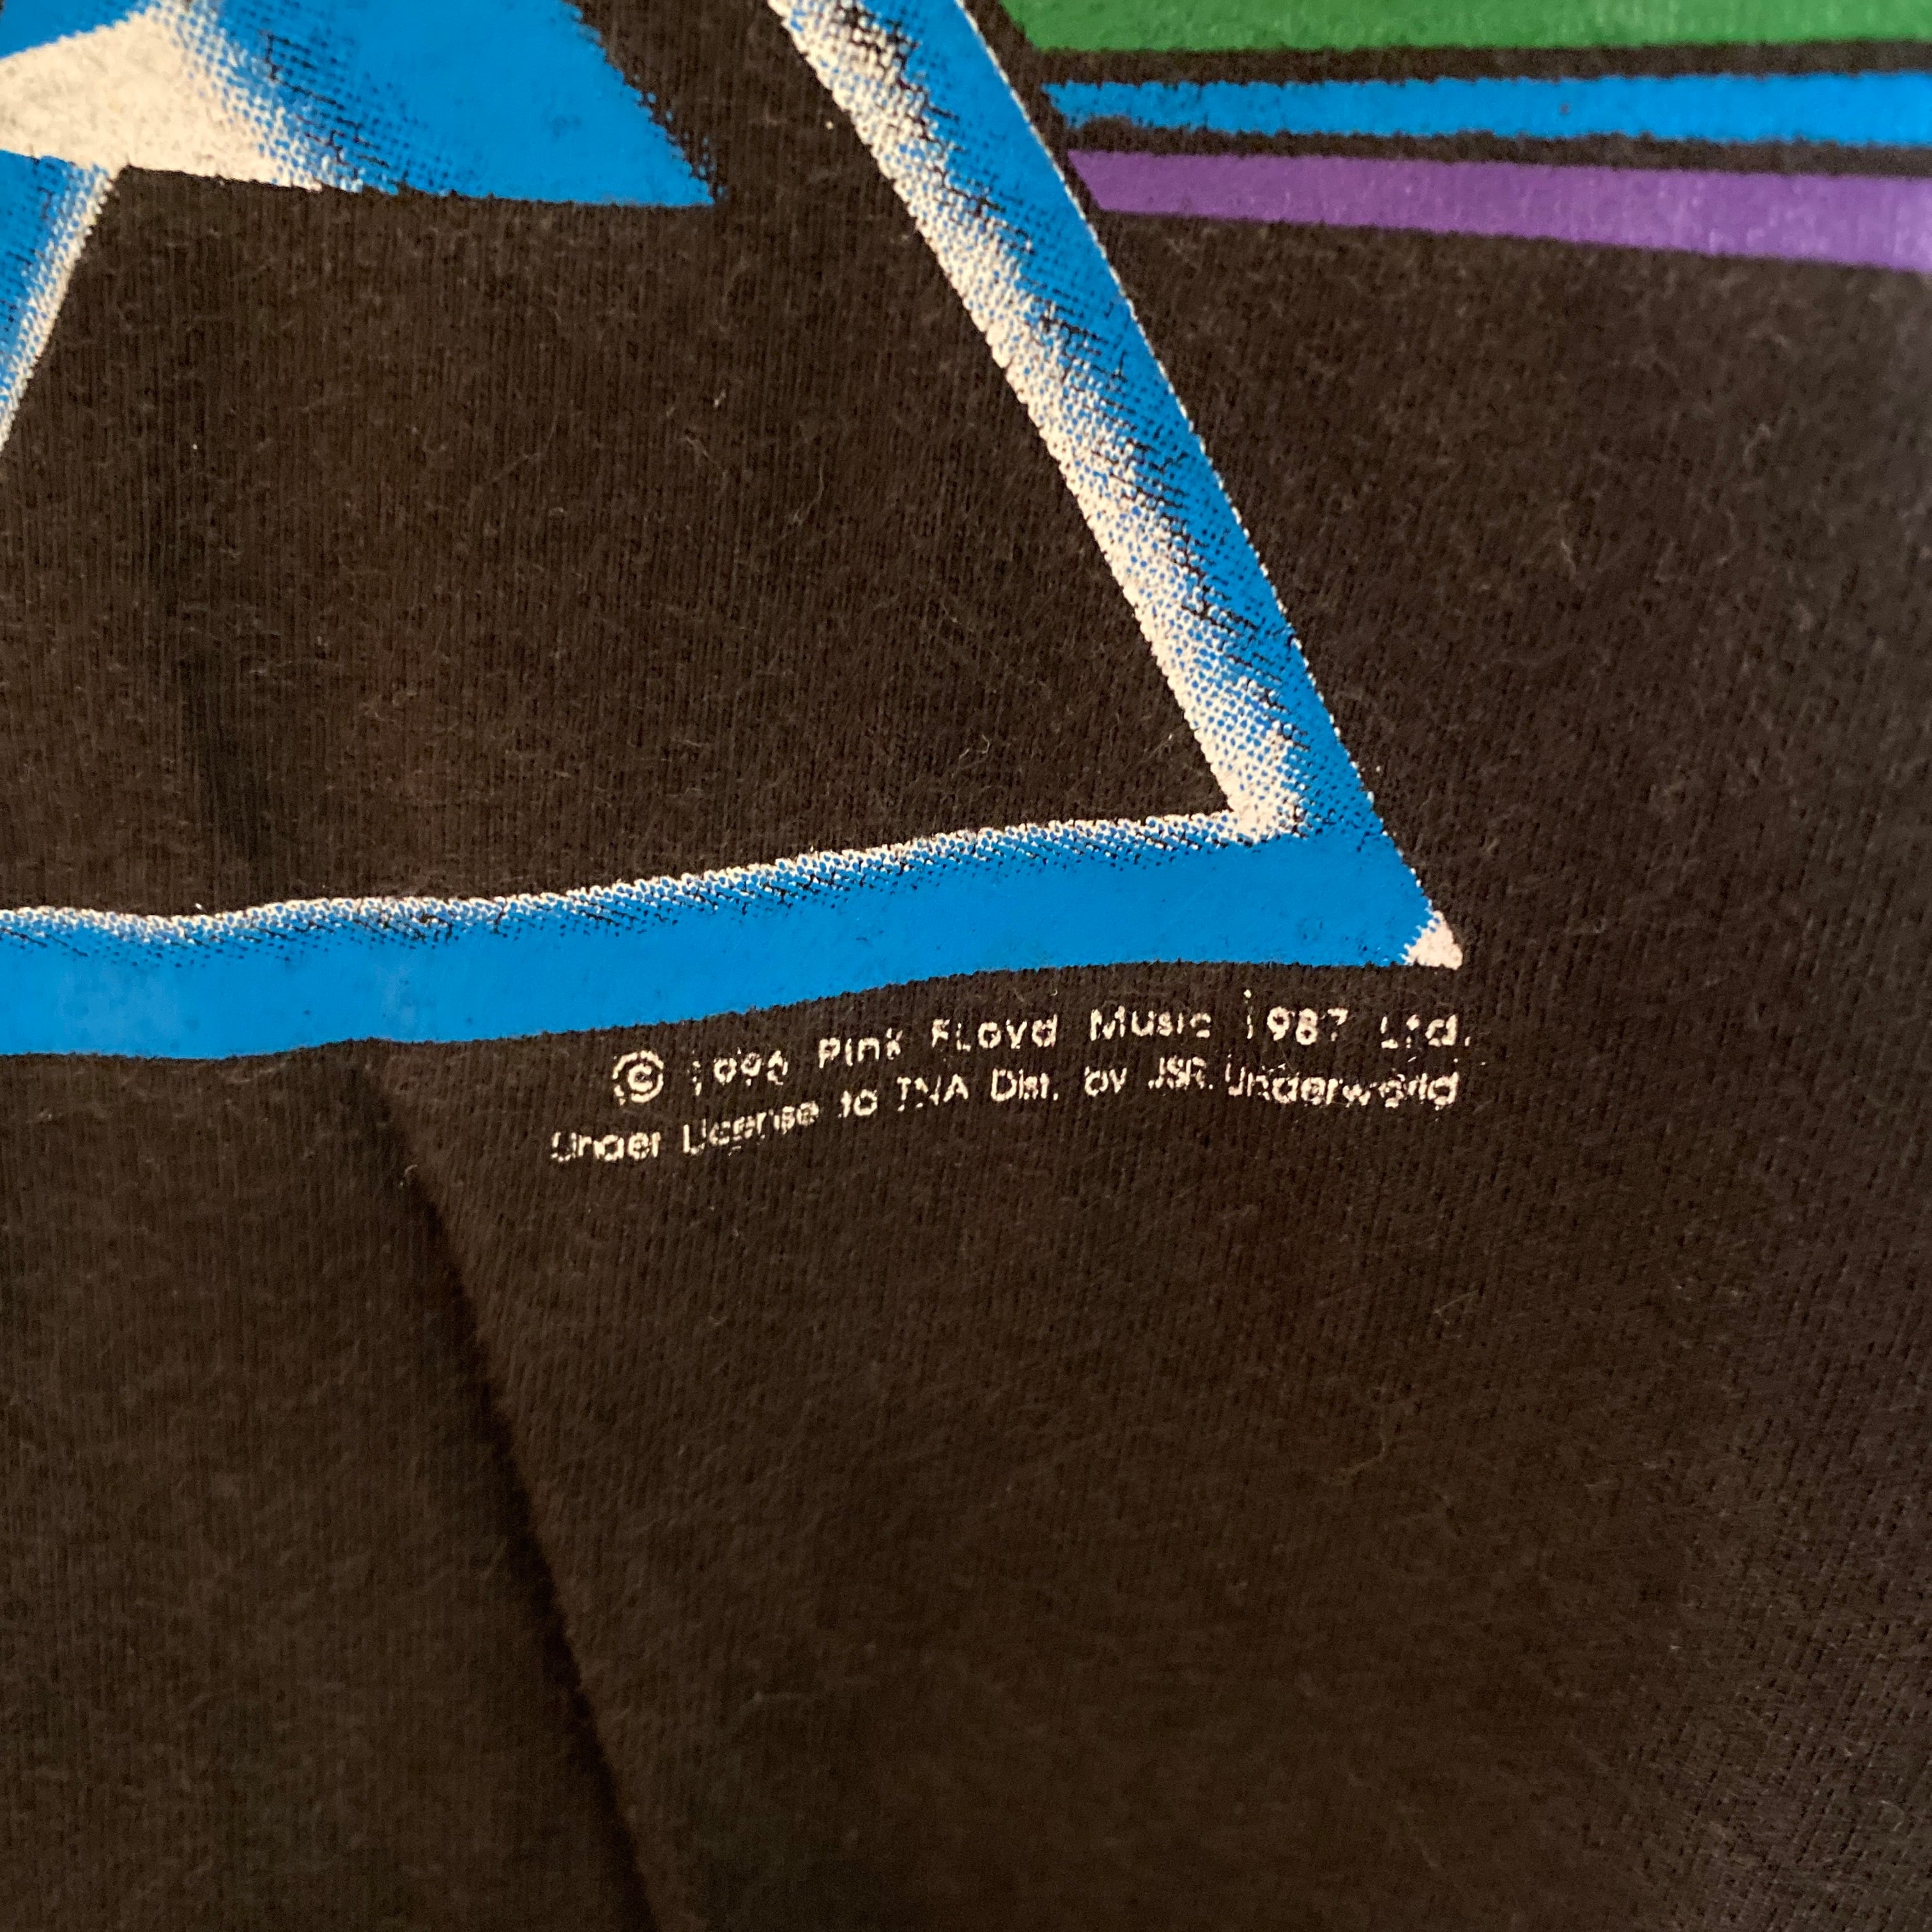 © 1996 Pink Floyd Music 1987 Ltd.
Under License to TNA Dist. by JSR Underworld